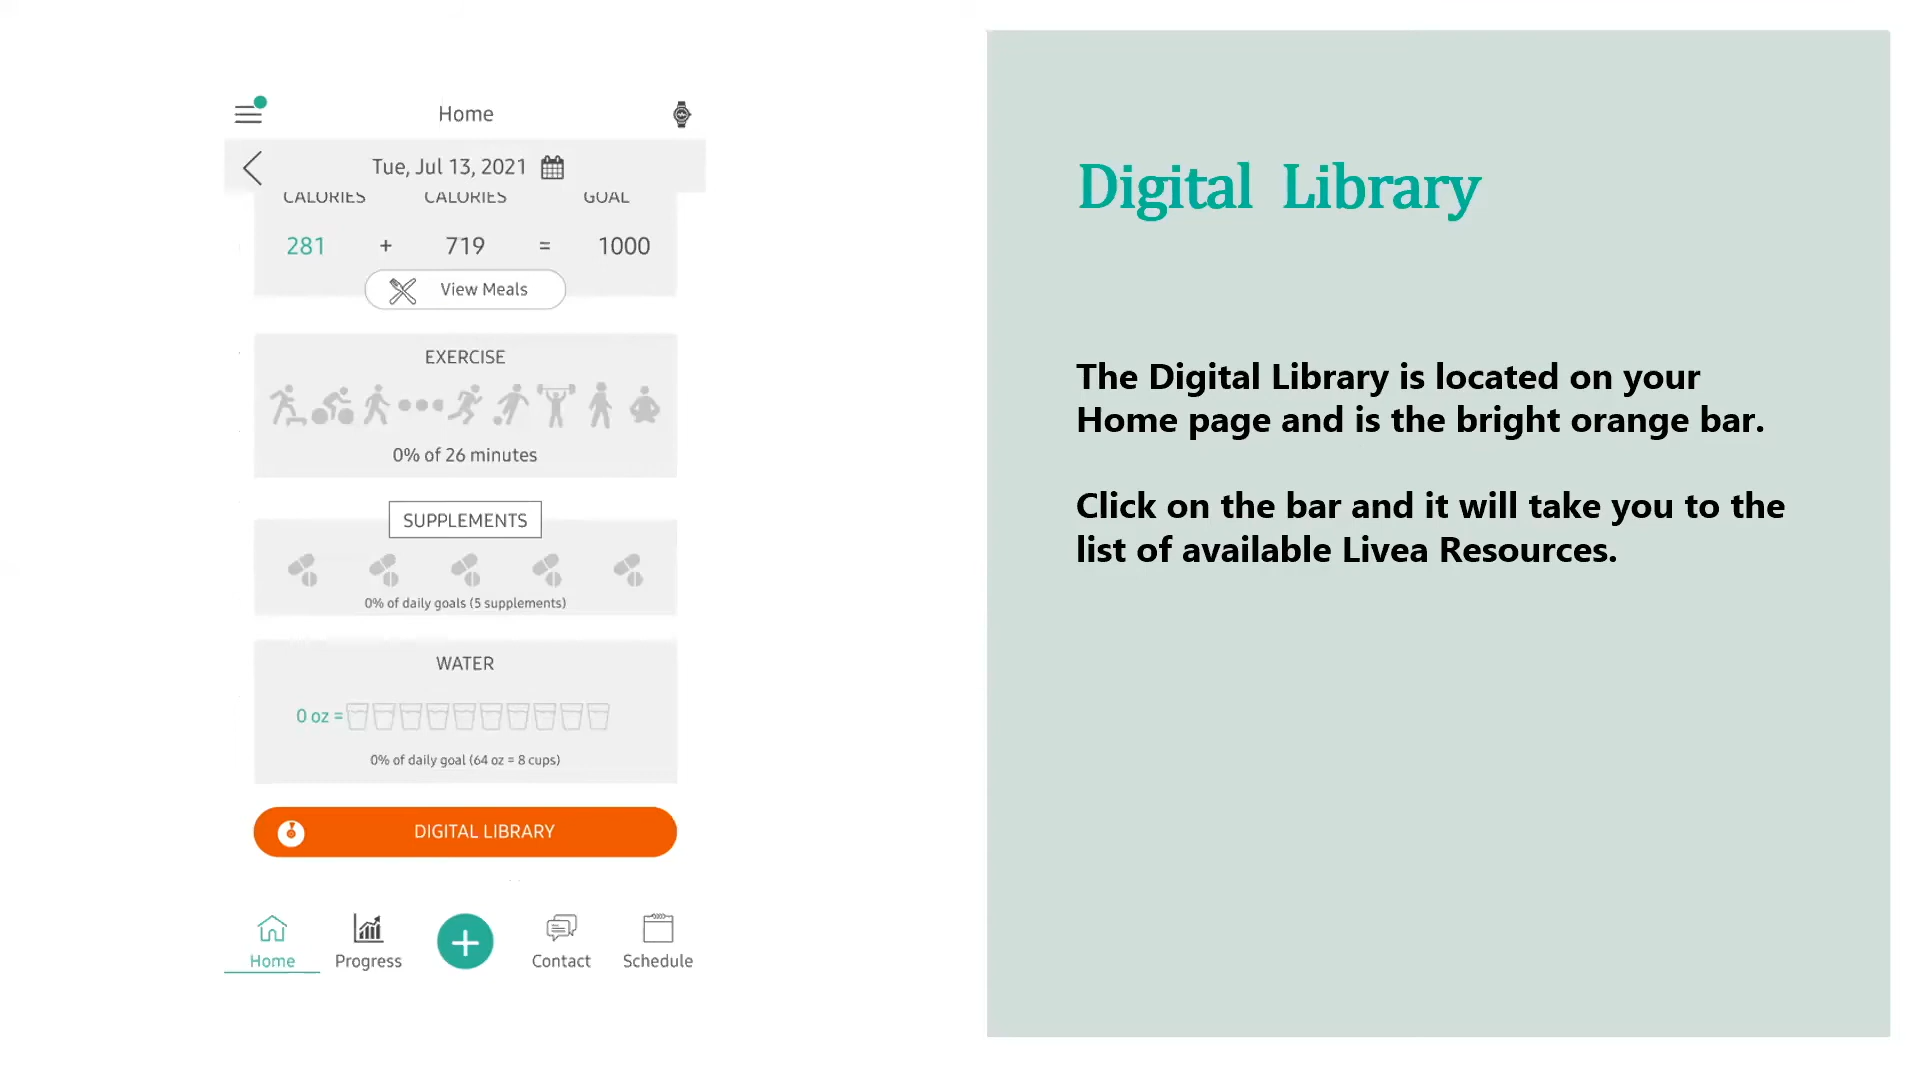 Home
Tue, Jul 13, 2021
CALORIES CALORIES GOAL
281 + 719 = 1000
View Meals
EXERCISE
0% of 26 minutes
SUPPLEMENTS
0% of daily goals (5 supplements)
WATER
0 oz =
0% of daily goal (64 oz = 8 cups)
DIGITAL LIBRARY
Home Progress Contact Schedule
Digital Library
The Digital Library is located on your
Home page and is the bright orange bar.
Click on the bar and it will take you to the
list of available Livea Resources.